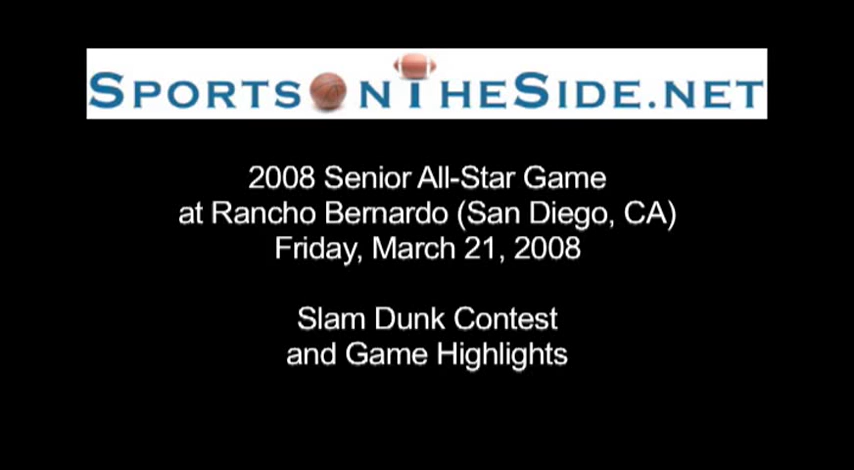 SPORTSONTHESIDE.NET
2008 Senior All-Star Game
at Rancho Bernardo (San Diego, CA)
Friday, March 21, 2008
Slam Dunk Contest
and Game Highlights